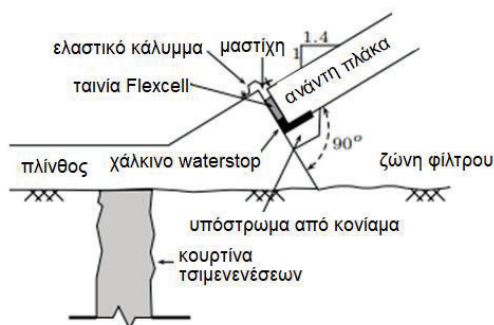 ελαστικό κάλυμμα
μαστίχη
1.4
1
ταινία Flexcell
ανάντη πλάκα
πλίνθος
χάλκινο waterstop
90°
ζώνη φίλτρου
υπόστρωμα από κονίαμα
κουρτίνα
τσιμενενέσεων